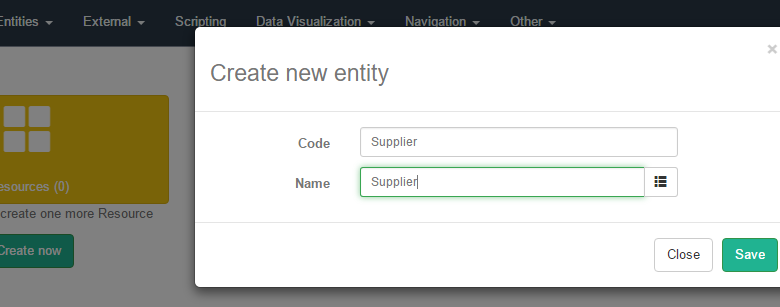 Entities External Scripting Data Visualization Navigation Other
×
Create new entity
Code Supplier
Name Supplier
esources (0)
create one more Resource
Create now
Close Save